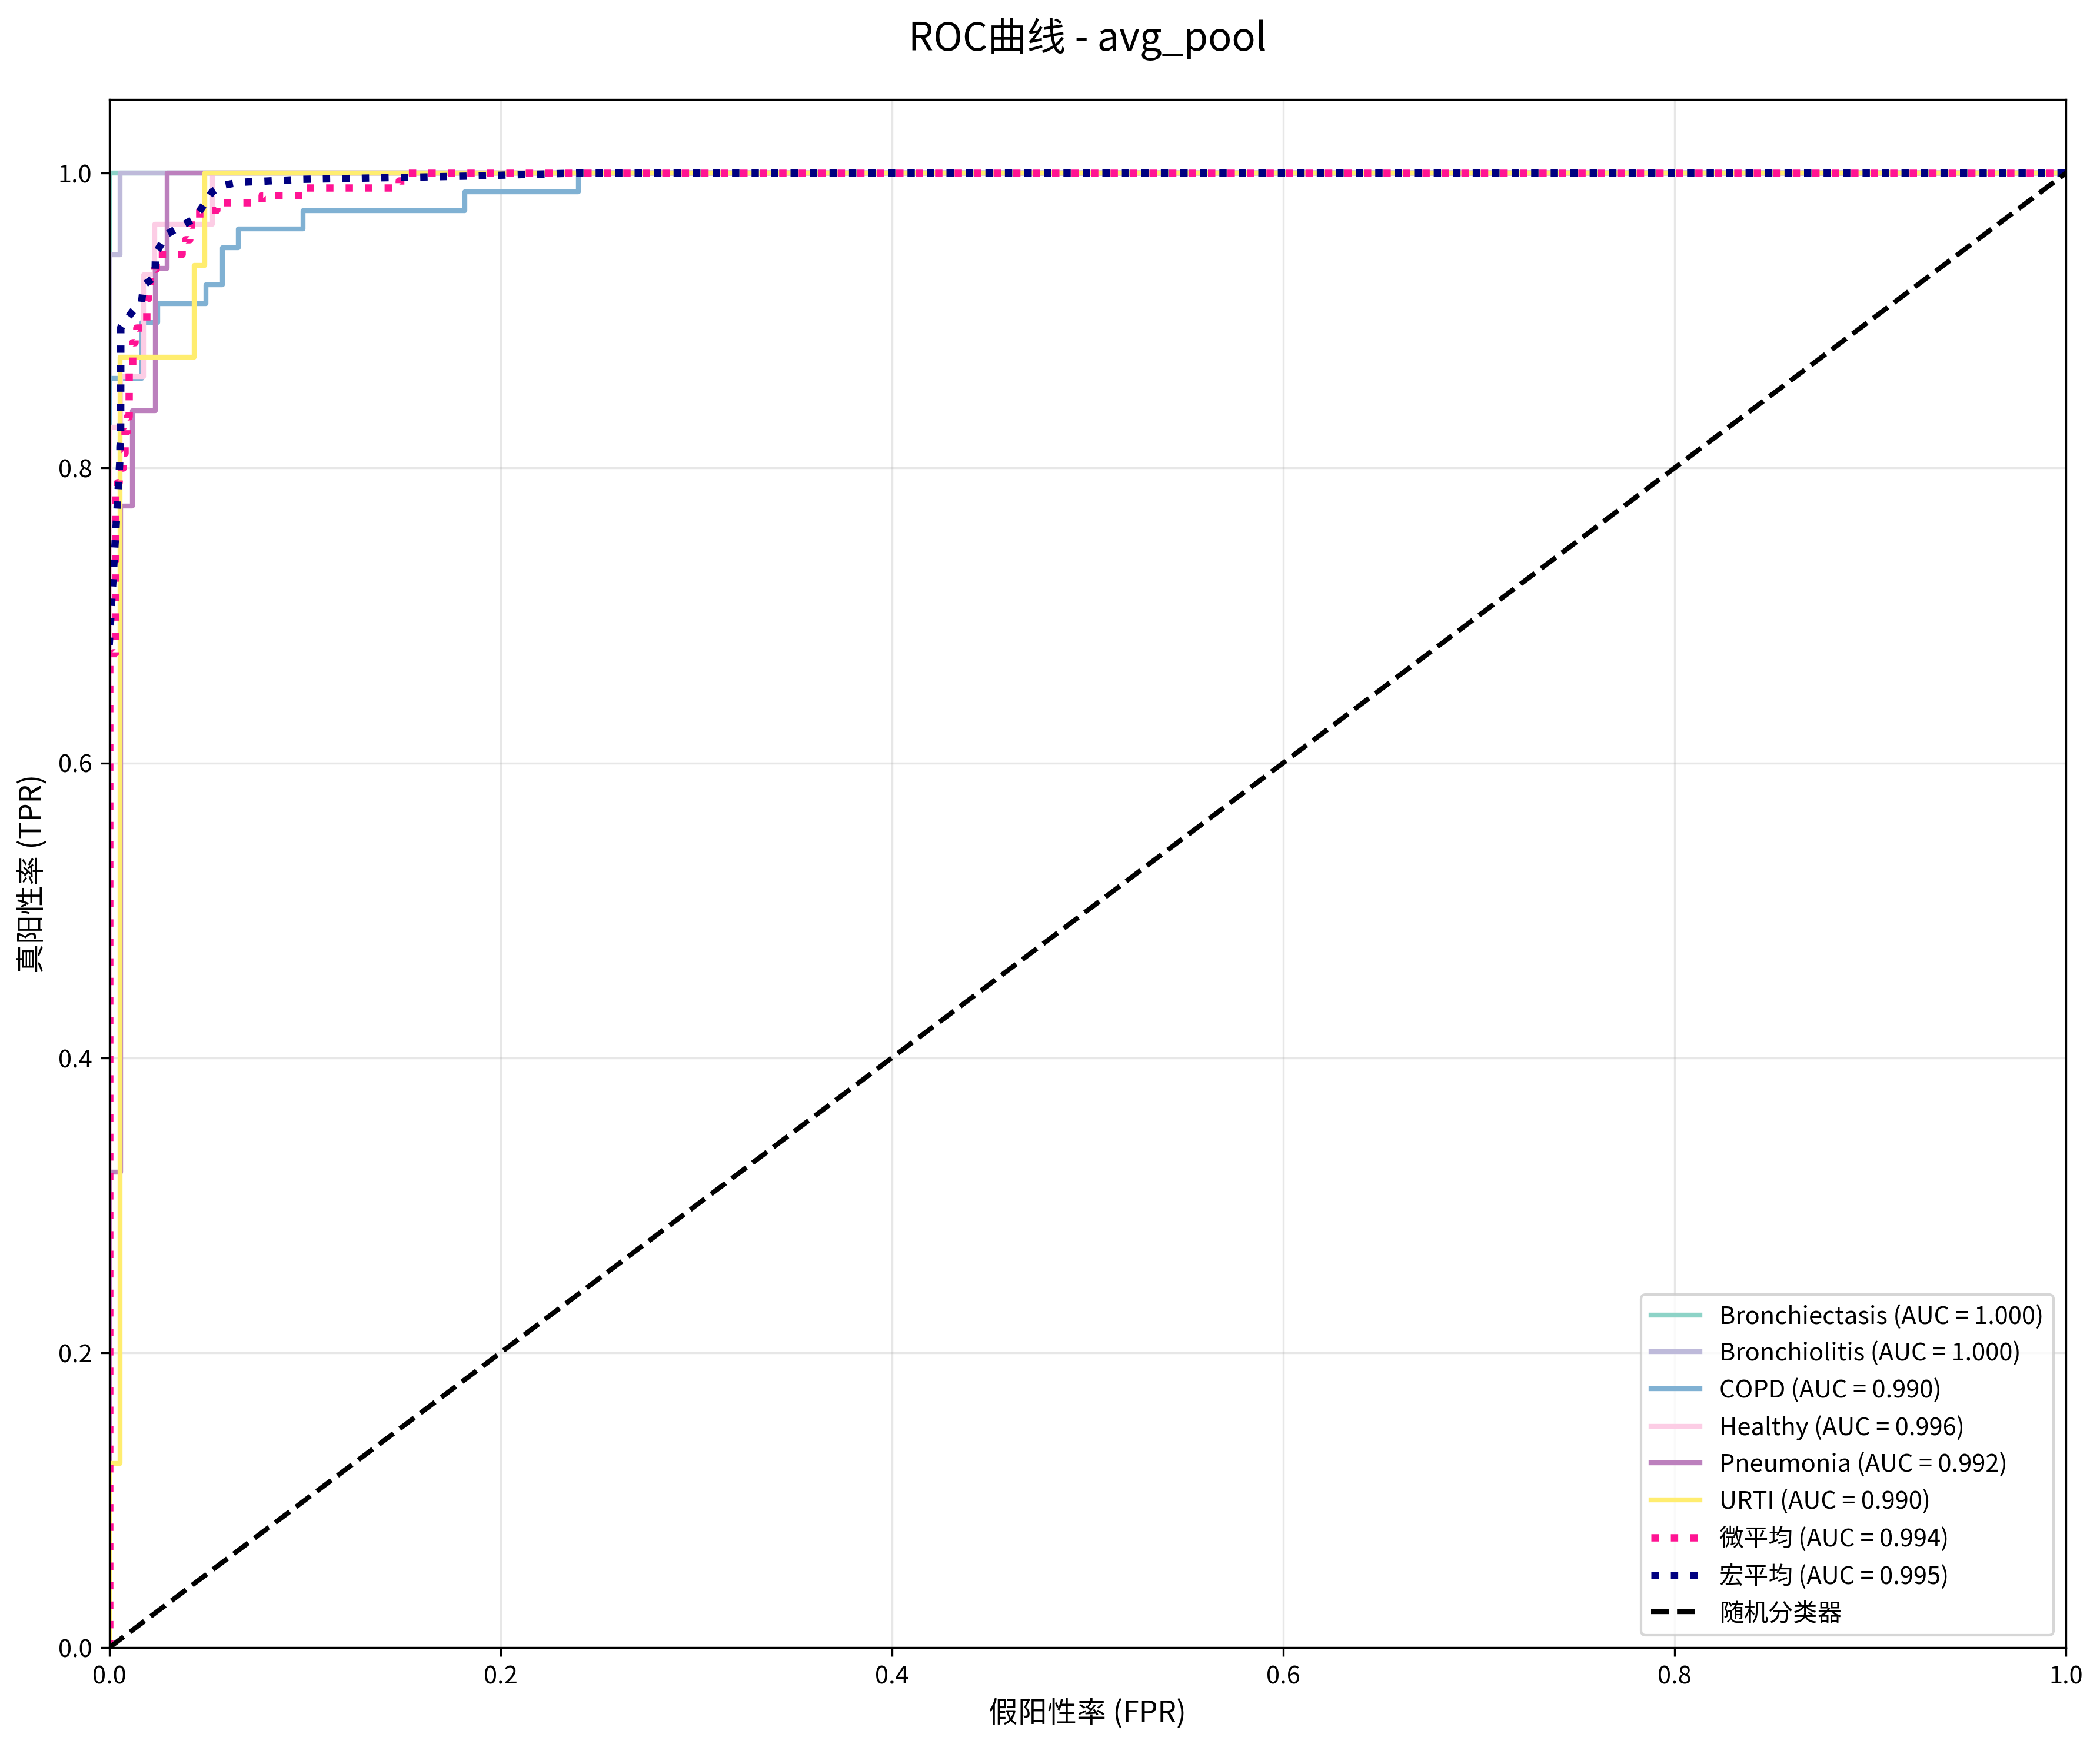 ROC曲线 - avg_pool
真阳性率 (TPR)
1.0
0.8
0.6
0.4
0.2
0.0
0.0 0.2 0.4 0.6 0.8 1.0
假阳性率 (FPR)
Bronchiectasis (AUC = 1.000)
Bronchiolitis (AUC = 1.000)
COPD (AUC = 0.990)
Healthy (AUC = 0.996)
Pneumonia (AUC = 0.992)
URTI (AUC = 0.990)
微平均 (AUC = 0.994)
宏平均 (AUC = 0.995)
随机分类器